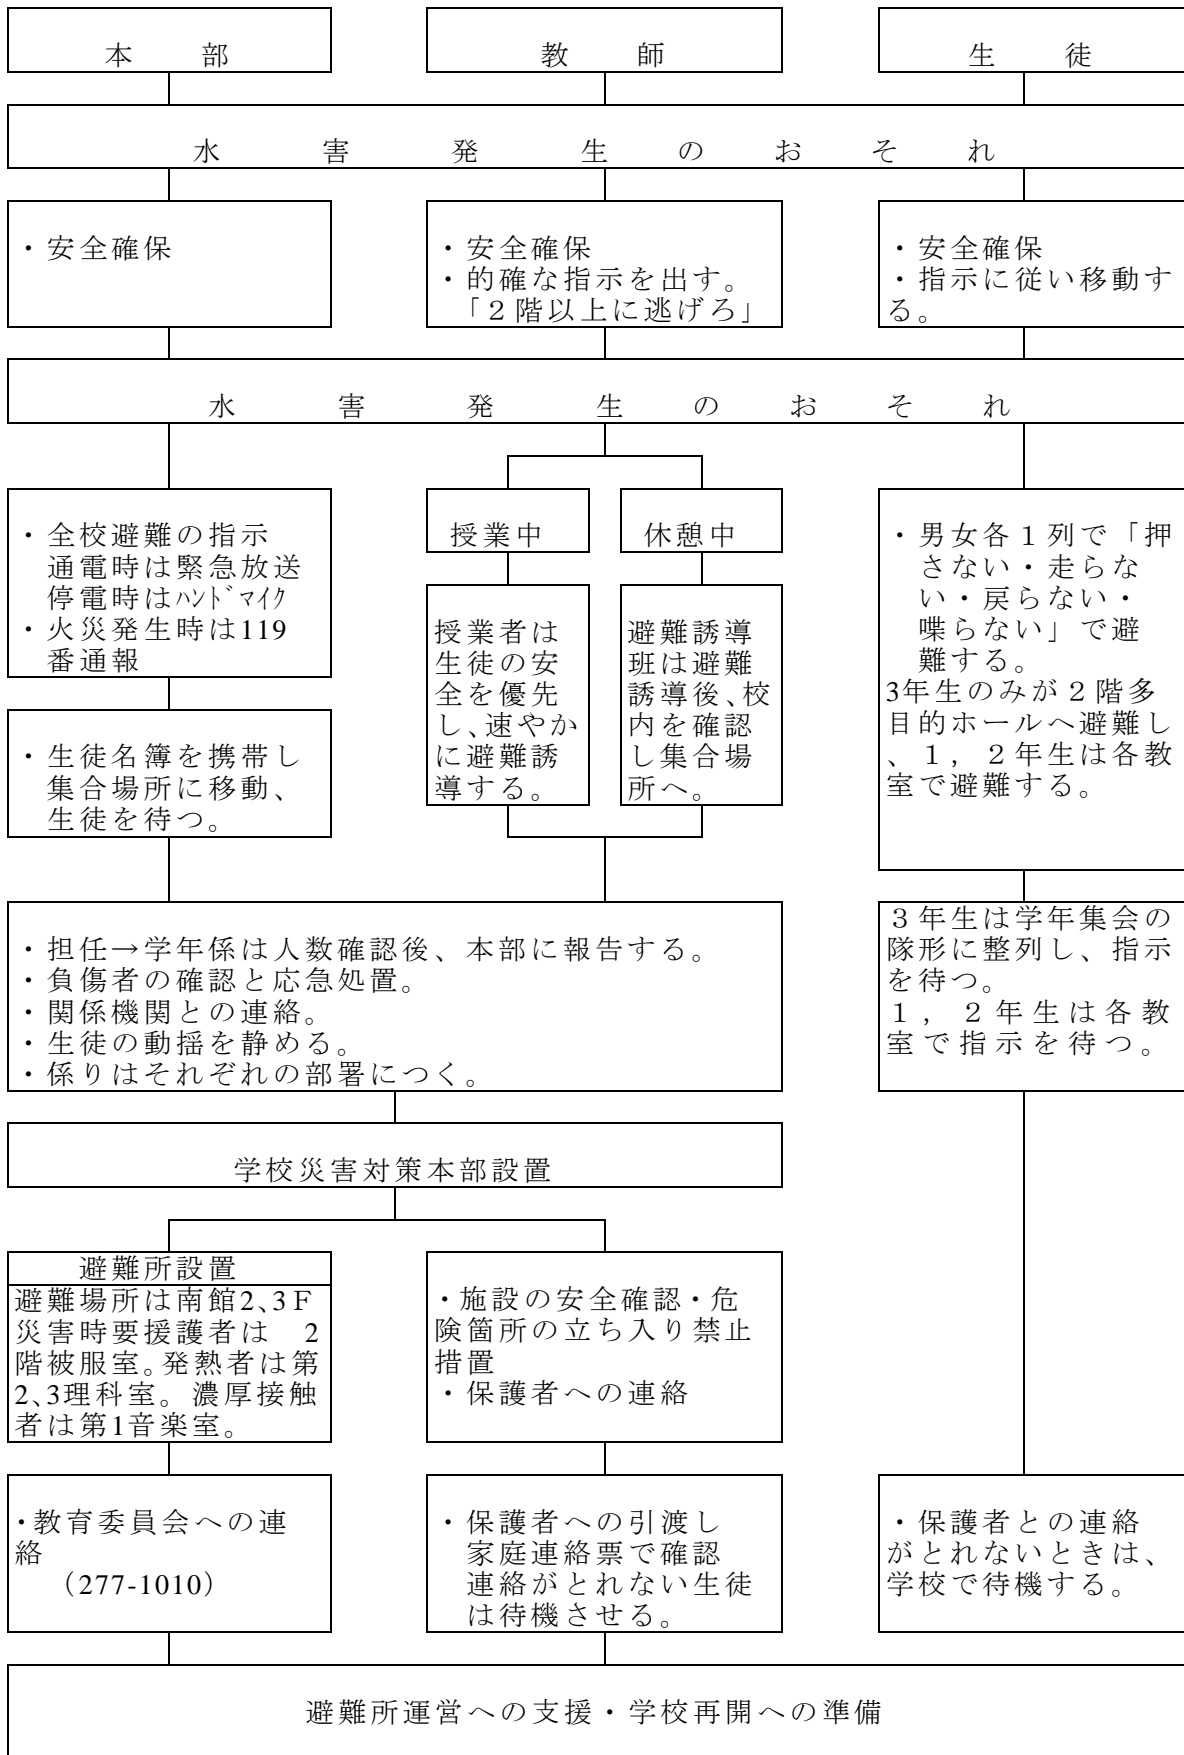 本部
教師
生徒
水害発生のおそれ
・安全確保
・安全確保
・的確な指示を出す。
「２階以上に逃げろ」
・安全確保
・指示に従い移動す
る。
水害発生のおそれ
・全校避難の指示
通電時は緊急放送
停電時はﾊﾝﾄﾞﾏｲｸ
・火災発生時は119
番通報
・生徒名簿を携帯し
集合場所に移動、
生徒を待つ。
授業中
授業者は
生徒の安
全を優先
し、速やか
に避難誘
導する。
休憩中
避難誘導
班は避難
誘導後、校
内を確認
し集合場
所へ。
・男女各１列で「押
さない・走らな
い・戻らない・
喋らない」で避
難する。
3年生のみが２階多
目的ホールへ避難し
、１，２年生は各教
室で避難する。
・担任→学年係は人数確認後、本部に報告する。
・負傷者の確認と応急処置。
・関係機関との連絡。
・生徒の動揺を静める。
・係りはそれぞれの部署につく。
３年生は学年集会の
隊形に整列し、指示
を待つ。
１，２年生は各教
室で指示を待つ。
学校災害対策本部設置
避難所設置
避難場所は南館2､3Ｆ
災害時要援護者は　2
階被服室。発熱者は第
2､3理科室。濃厚接触
者は第1音楽室。
・施設の安全確認・危
険箇所の立ち入り禁止
措置
・保護者への連絡
・教育委員会への連
絡
（277-1010）
・保護者への引渡し
家庭連絡票で確認
連絡がとれない生徒
は待機させる。
・保護者との連絡
がとれないときは、
学校で待機する。
避難所運営への支援・学校再開への準備